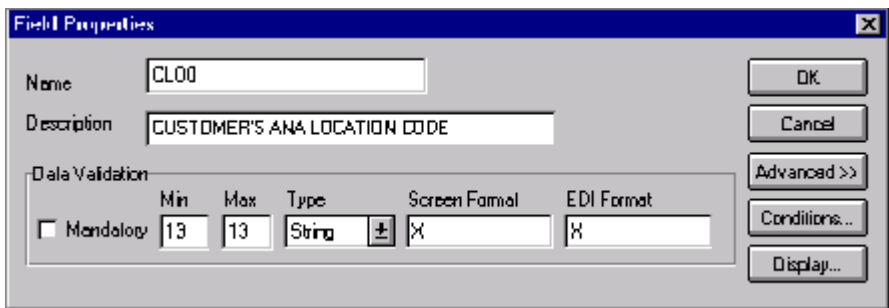 Field Properties
Name CLOO OK
Description CUSTOMER'S ANA LOCATION CODE Cancel
Data Validation Advanced >>
Min Max Type Screen Format EDI Format
Mandatory 13 13 String X X Conditions...
Display...